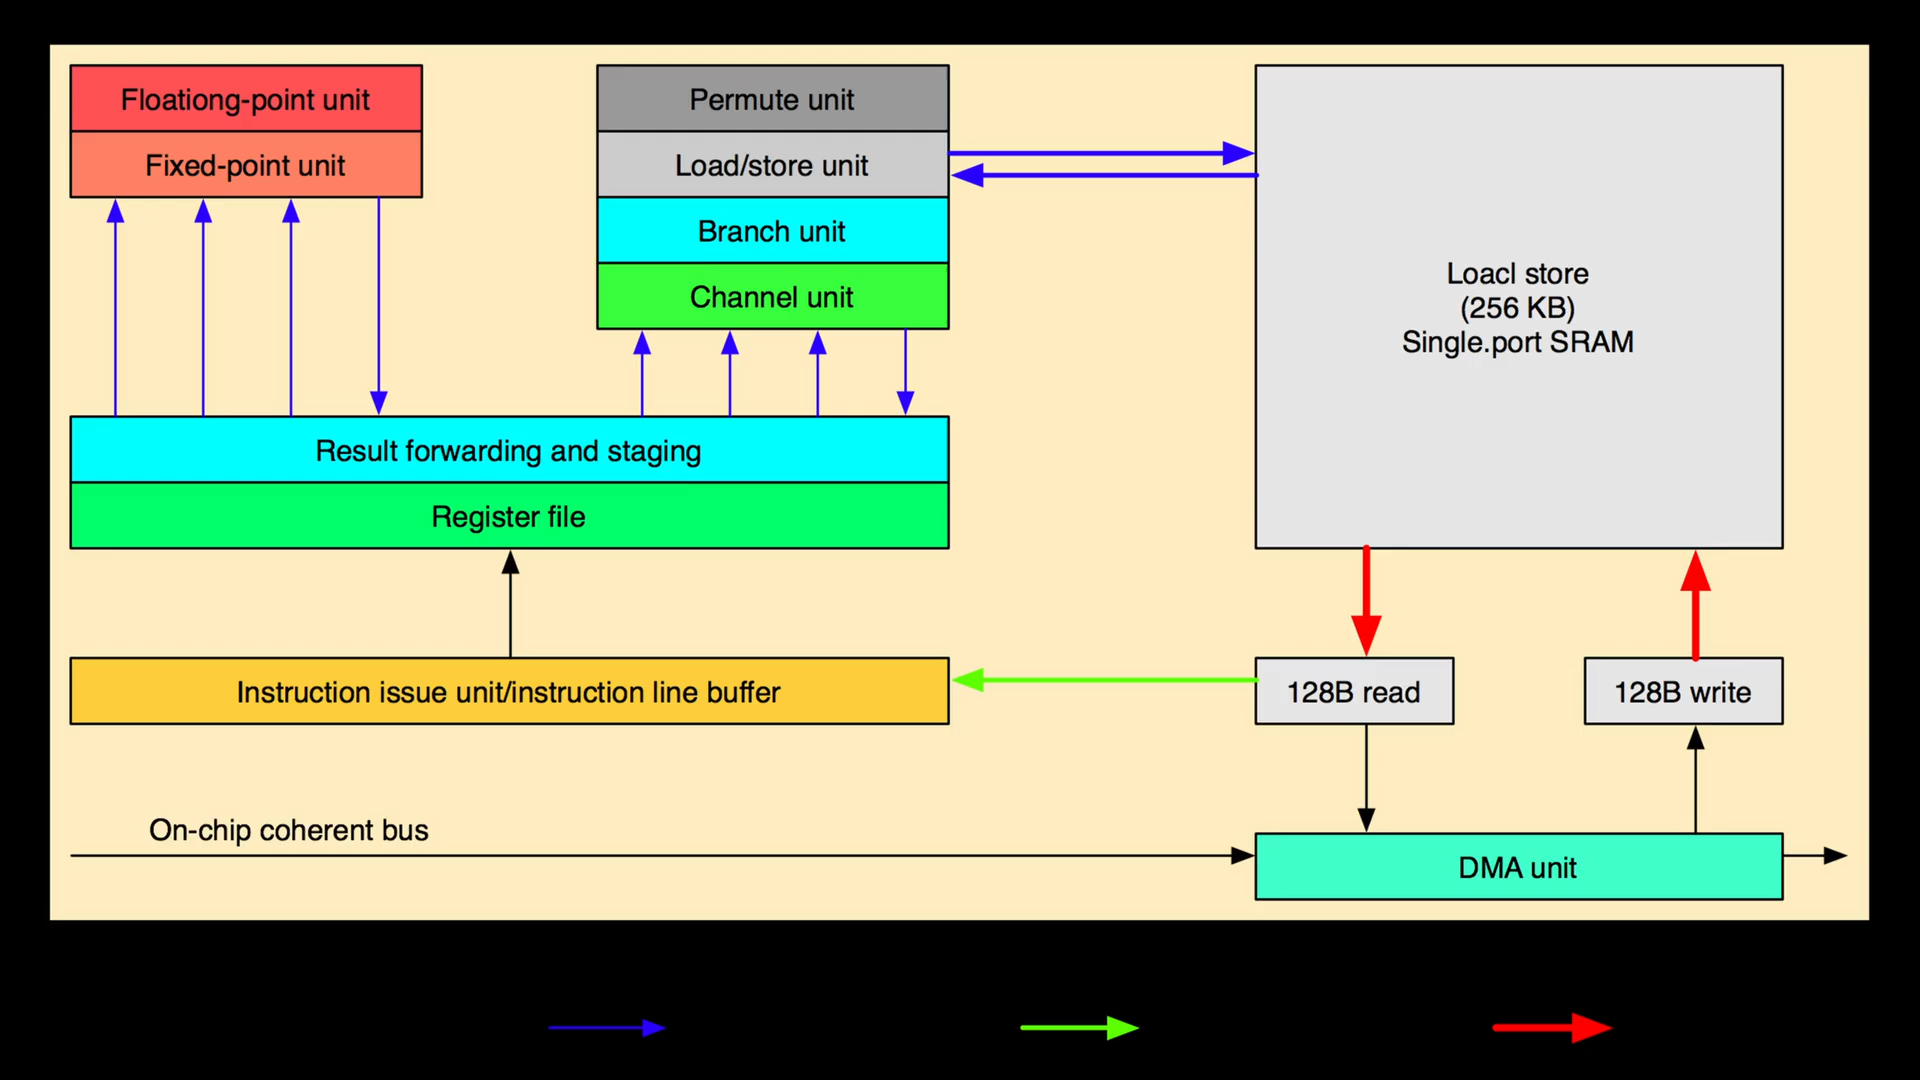 Floationg-point unit
Fixed-point unit
Permute unit
Load/store unit
Branch unit
Channel unit
Loacl store
(256 KB)
Single.port SRAM
Result forwarding and staging
Register file
Instruction issue unit/instruction line buffer
128B read
128B write
On-chip coherent bus
DMA unit